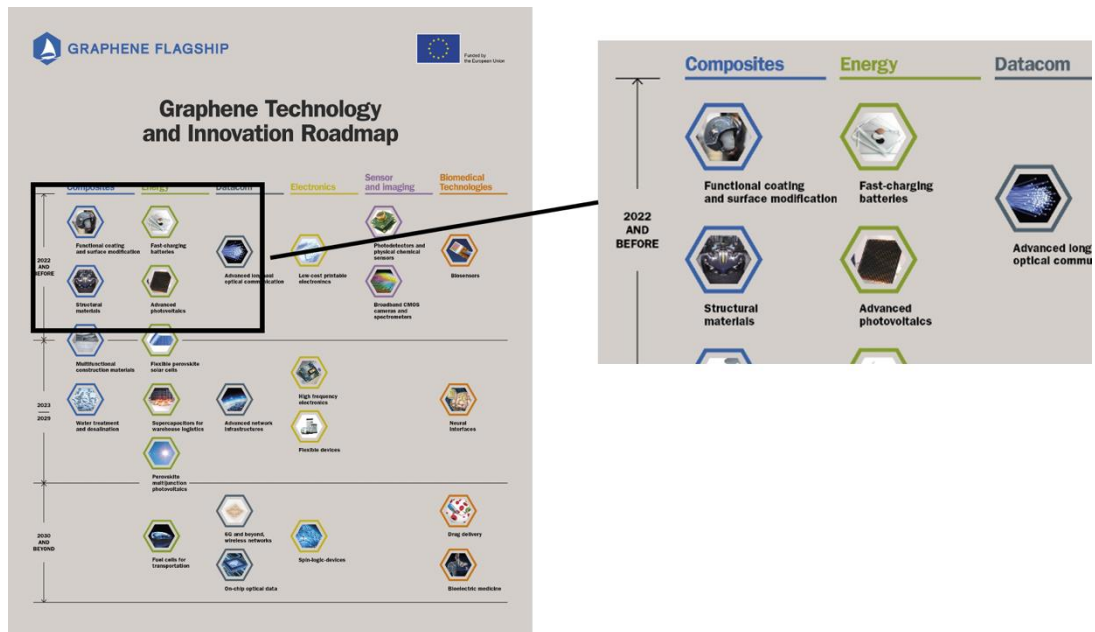 GRAPHENE FLAGSHIP
Funded by
the European Union
Graphene Technology
and Innovation Roadmap
Composites
Energy
Datacom
Electronics
Sensor
and imaging
Biomedical
Technologies
2022
AND
BEFORE
Functional coating
and surface modification
Fast-charging
batteries
Advanced long-haul
optical communication
Low-cost printable
electronincs
Photodetectors and
physical chemical
sensors
Biosensors
Structural
materials
Advanced
photovoltaics
Broadband CMOS
cameras and
spectrometers
2023
2029
Multifunctional
construction materials
Flexible perovskite
solar cells
High frequency
electronics
Water treatment
and desalination
Supercapacitors for
warehouse logistics
Advanced network
infrastructures
Flexible devices
Neural
interfaces
Perovskite
multijunction
photovoltaics
2030
AND
BEYOND
Fuel cells for
transportation
6G and beyond,
wireless networks
On-chip optical data
Spin-logic-devices
Drug delivery
Bioelectric medicine
Composites
Energy
Datacom
2022
AND
BEFORE
Functional coating
and surface modification
Fast-charging
batteries
Advanced long
optical commu
Structural
materials
Advanced
photovoltaics